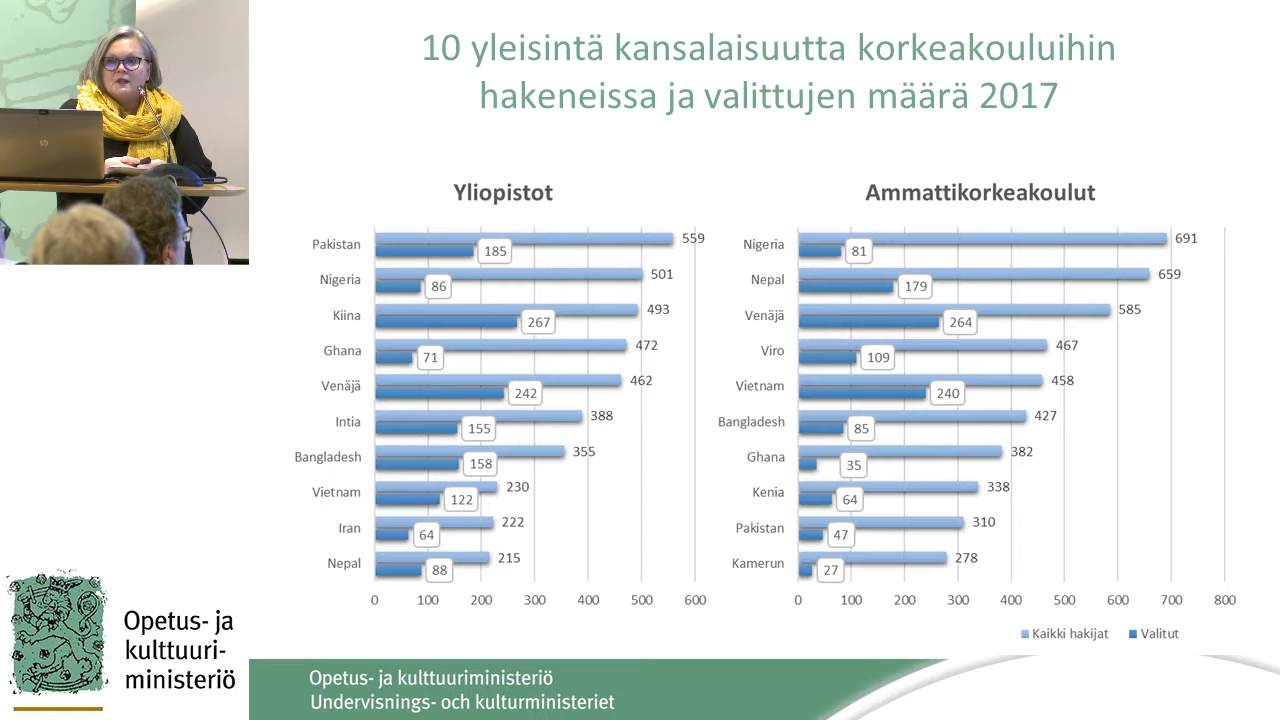 10 yleisintä kansalaisuutta korkeakouluihin
hakeneissa ja valittujen määrä 2017
Yliopistot
Pakistan 559 185
Nigeria 501 86
Kiina 493 267
Ghana 472 71
Venäjä 462 242
Intia 388 155
Bangladesh 355 158
Vietnam 230 122
Iran 222 64
Nepal 215 88
0 100 200 300 400 500 600
Ammattikorkeakoulut
Nigeria 691 81
Nepal 659 179
Venäjä 585 264
Viro 467 109
Vietnam 458 240
Bangladesh 427 85
Ghana 382 35
Kenia 338 64
Pakistan 310 47
Kamerun 278 27
0 100 200 300 400 500 600 700 800
Kaikki hakijat Valitut
Opetus- ja
kulttuuri-
ministeriö
Opetus- ja kulttuuriministeriö
Undervisnings- och kulturministeriet